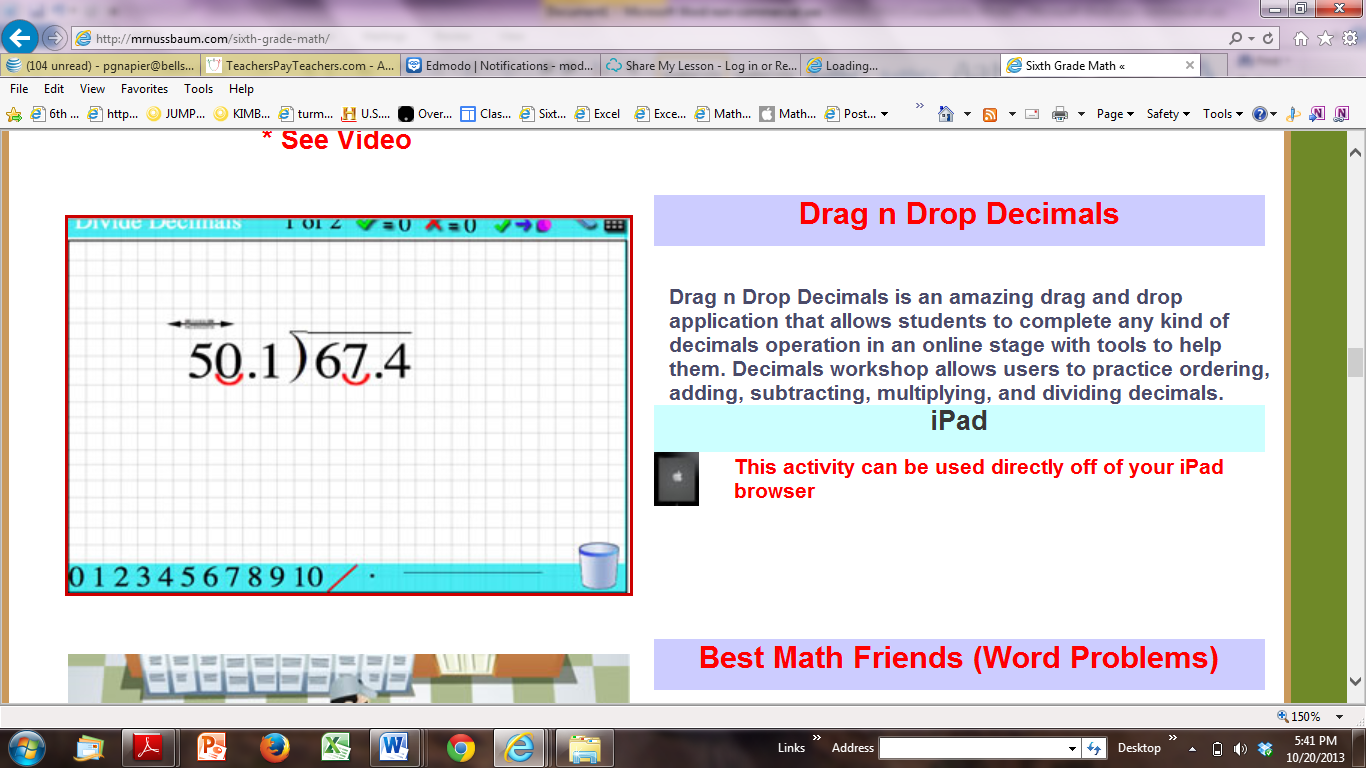 http://mrnussbaum.com/sixth-grade-math/
(104 unread) - pgnapier@bells... TeachersPayTeachers.com - A... Edmodo | Notifications - mod... Share My Lesson - Log in or Re... Loading... Sixth Grade Math «
File Edit View Favorites Tools Help
6th ... http... JUMP... KIMB... turm... U.S.... Over... Clas... Sixt... Excel Exce... Math... Math... Post... » Page Safety Tools
* See Video
Divide Decimals 1 of 2 = 0 = 0
50.1)67.4
0 1 2 3 4 5 6 7 8 9 10 / .
Drag n Drop Decimals
Drag n Drop Decimals is an amazing drag and drop
application that allows students to complete any kind of
decimals operation in an online stage with tools to help
them. Decimals workshop allows users to practice ordering,
adding, subtracting, multiplying, and dividing decimals.
iPad
This activity can be used directly off of your iPad
browser
Best Math Friends (Word Problems)
150%
Links » Address Desktop » 5:41 PM
10/20/2013